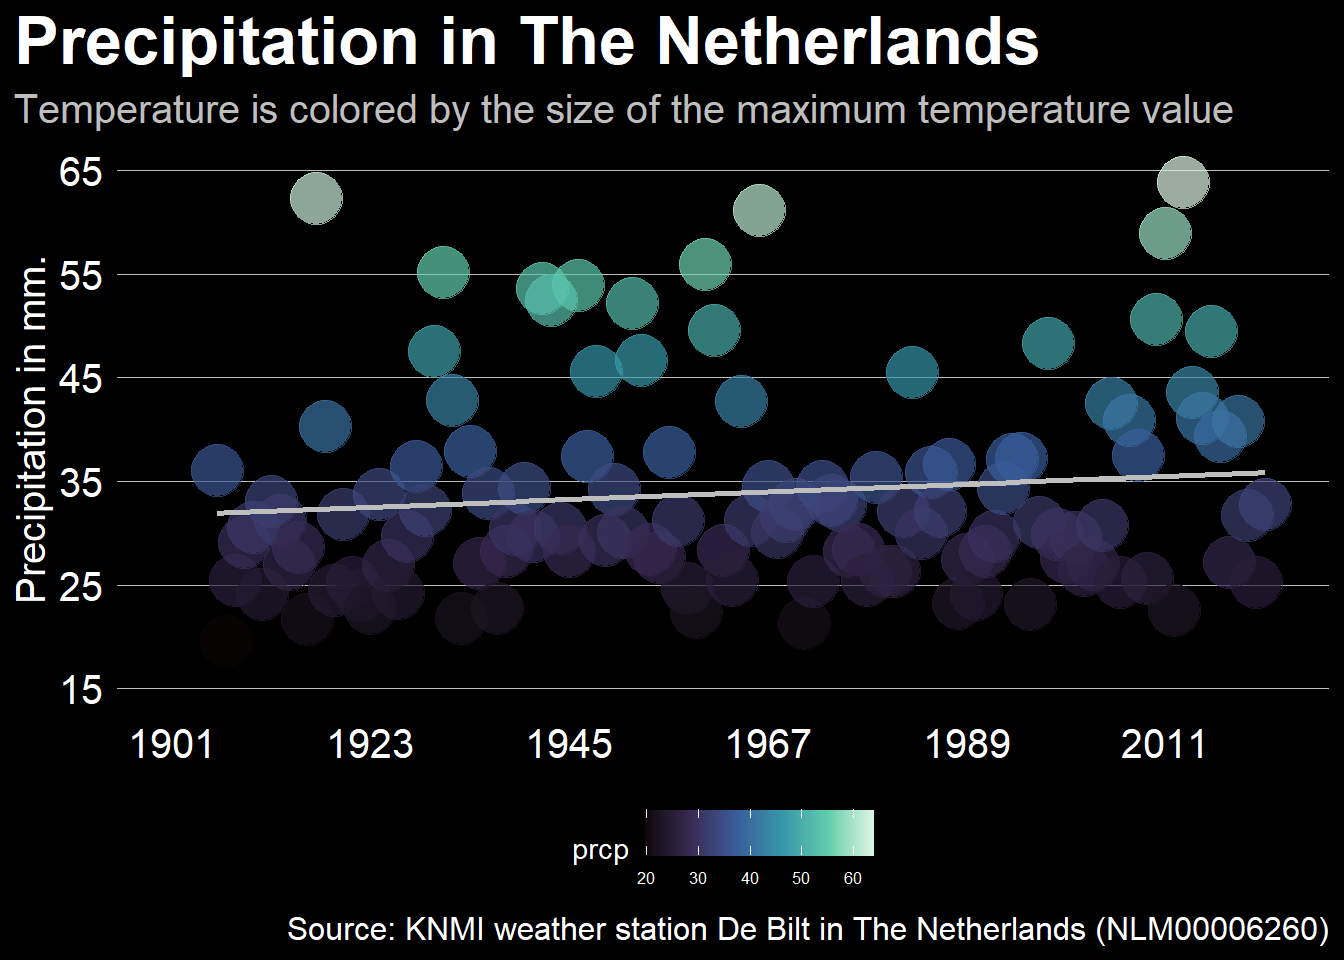 Precipitation in The Netherlands
Temperature is colored by the size of the maximum temperature value
Precipitation in mm.
65
55
45
35
25
15
1901 1923 1945 1967 1989 2011
prcp
20 30 40 50 60
Source: KNMI weather station De Bilt in The Netherlands (NLM00006260)